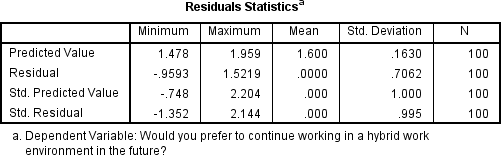 Residuals Statisticsa
Minimum Maximum Mean Std. Deviation N
Predicted Value 1.478 1.959 1.600 .1630 100
Residual -.9593 1.5219 .0000 .7062 100
Std. Predicted Value -.748 2.204 .000 1.000 100
Std. Residual -1.352 2.144 .000 .995 100
a. Dependent Variable: Would you prefer to continue working in a hybrid work
environment in the future?